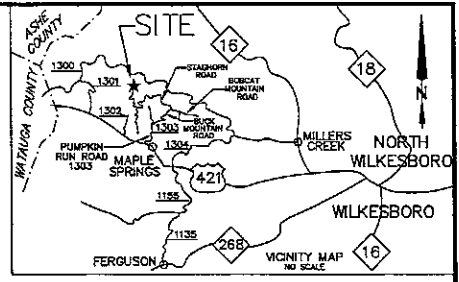 ASHE
COUNTY
WATAUGA COUNTY
SITE
16
18
1300
1301
STAGHORN
ROAD
BOBCAT
MOUNTAIN
ROAD
1302
1303
BUCK
MOUNTAIN
ROAD
1304
N
PUMPKIN
RUN ROAD
1303
MAPLE
SPRINGS
MILLERS
CREEK
NORTH
WILKESBORO
421
WILKESBORO
1155
1135
FERGUSON
268
VICINITY MAP
NO SCALE
16